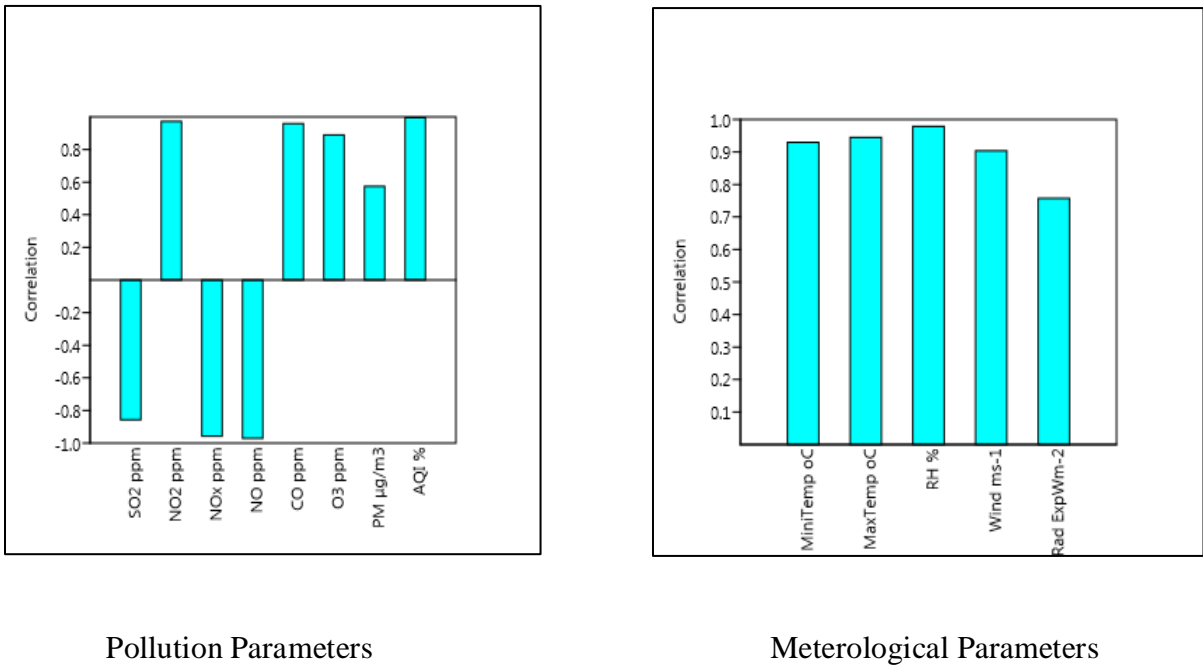 0.8
0.6
0.4
0.2
-0.2
-0.4
-0.6
-0.8
-1.0
Correlation
SO2 ppm
NO2 ppm
NOx ppm
NO ppm
CO ppm
O3 ppm
PM µg/m3
AQI %
1.0
0.9
0.8
0.7
0.6
0.5
0.4
0.3
0.2
0.1
Correlation
MiniTemp oC
MaxTemp oC
RH %
Wind ms-1
Rad ExpWm-2
Pollution Parameters
Meterological Parameters